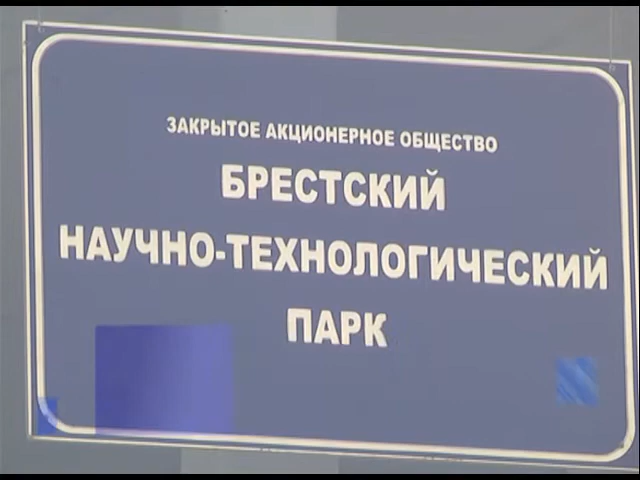 ЗАКРЫТОЕ АКЦИОНЕРНОЕ ОБЩЕСТВО
БРЕСТСКИЙ
НАУЧНО-ТЕХНОЛОГИЧЕСКИЙ
ПАРК